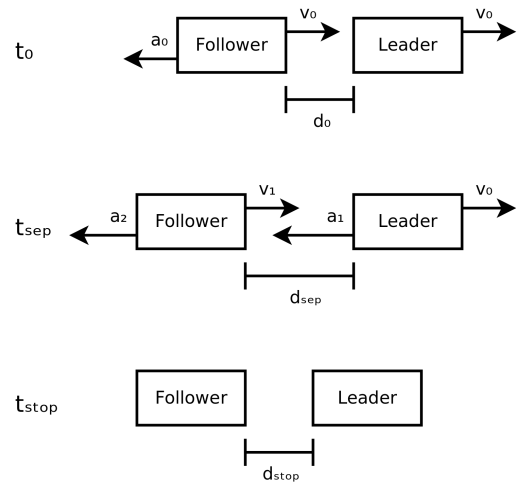 v₀ v₀
a₀ Follower Leader
t₀
d₀
v₁ v₀
a₂ Follower a₁ Leader
tsep
dsep
Follower Leader
tstop
dstop